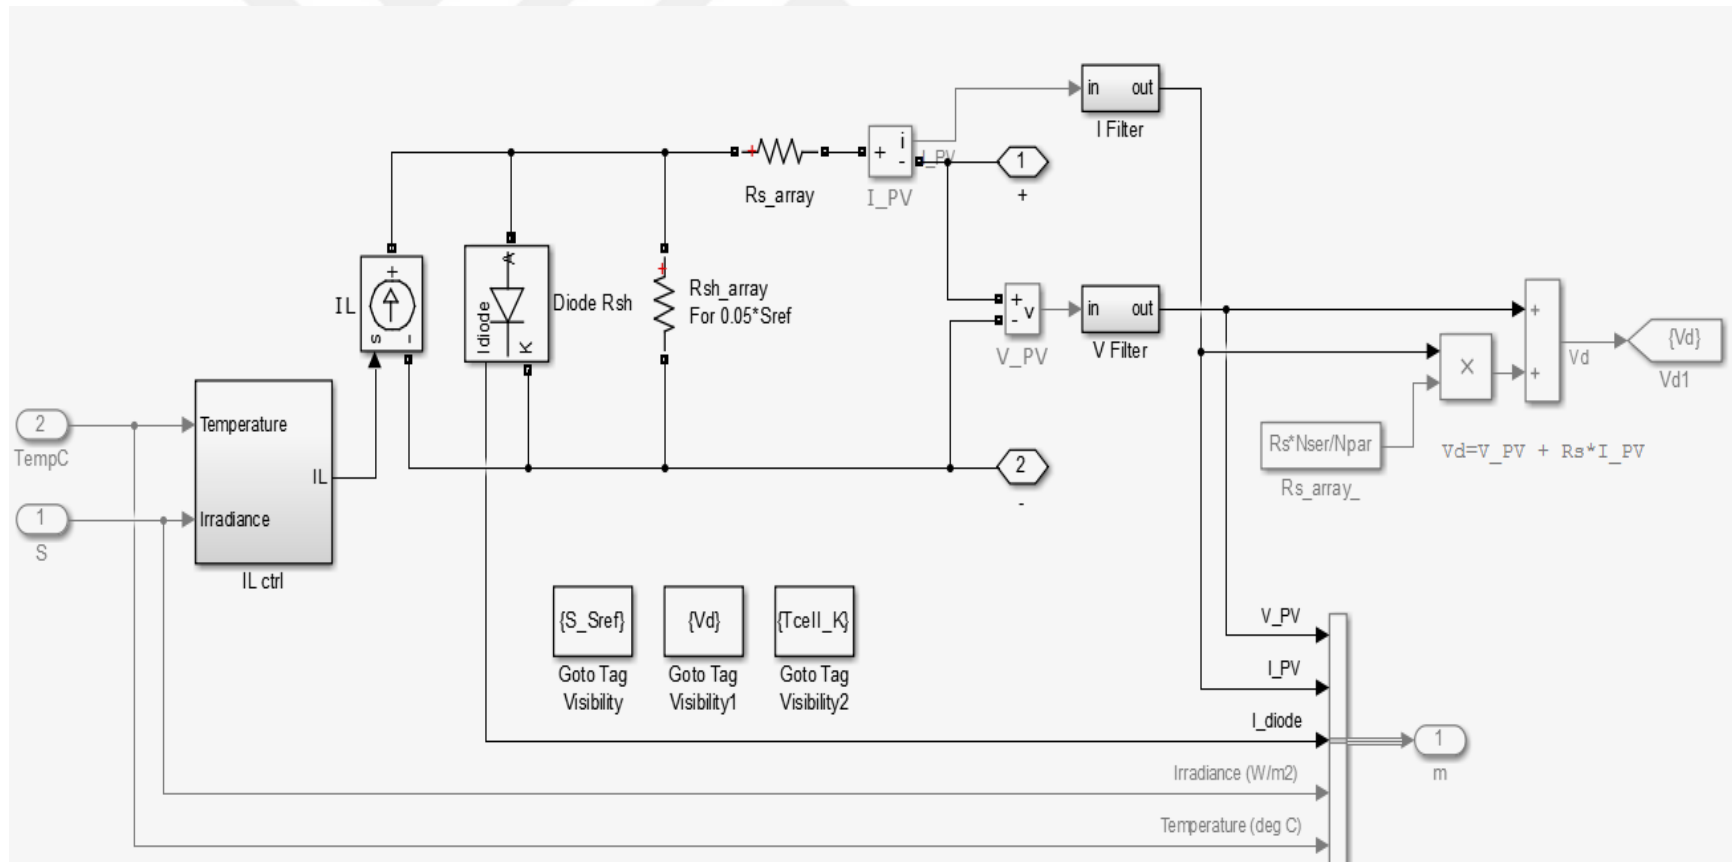 in out
I Filter
i
+
-
I_PV
I_PV
1
+
Rs_array
+
A
Idiode
K
Diode Rsh
+
Rsh_array
For 0.05*Sref
IL
+
s
-
+
-
v
V_PV
in out
V Filter
+
+
X
Vd
{Vd}
Vd1
Rs*Nser/Npar
Rs_array_
Vd=V_PV + Rs*I_PV
2
TempC
1
S
Temperature
IL
Irradiance
IL ctrl
2
-
{S_Sref}
Goto Tag
Visibility
{Vd}
Goto Tag
Visibility1
{Tcell_K}
Goto Tag
Visibility2
V_PV
I_PV
I_diode
Irradiance (W/m2)
Temperature (deg C)
1
m